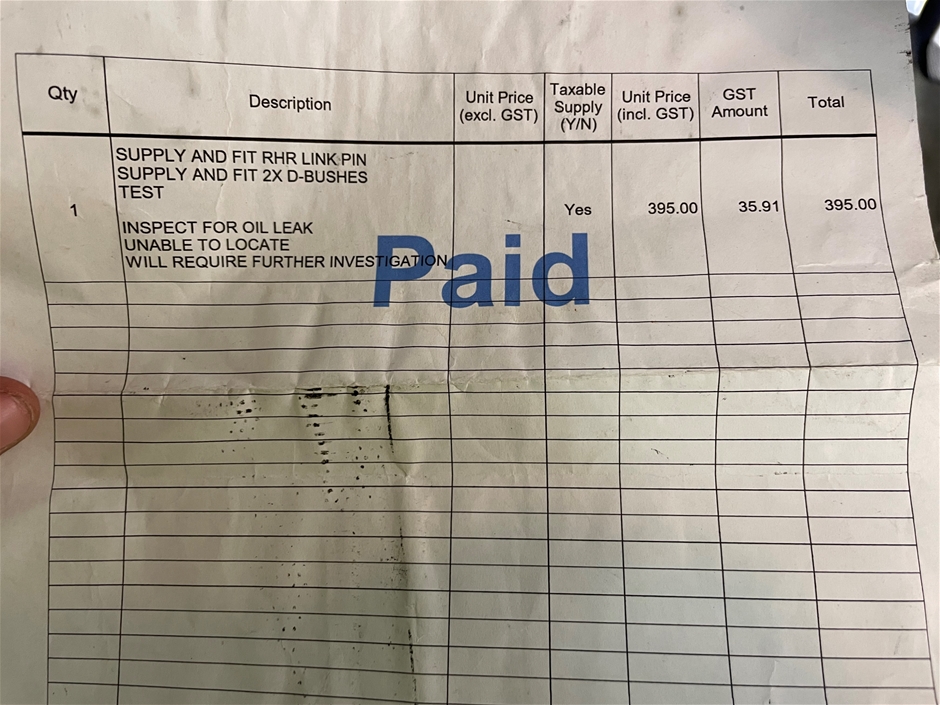 Qty
Description
Unit Price
(excl. GST)
Taxable
Supply
(Y/N)
Unit Price
(incl. GST)
GST
Amount
Total
1
SUPPLY AND FIT RHR LINK PIN
SUPPLY AND FIT 2X D-BUSHES
TEST
INSPECT FOR OIL LEAK
UNABLE TO LOCATE
WILL REQUIRE FURTHER INVESTIGATION
Yes
395.00
35.91
395.00
Paid